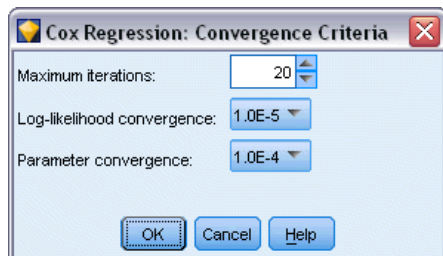 Cox Regression: Convergence Criteria
Maximum iterations: 20
Log-likelihood convergence: 1.0E-5
Parameter convergence: 1.0E-4
OK Cancel Help